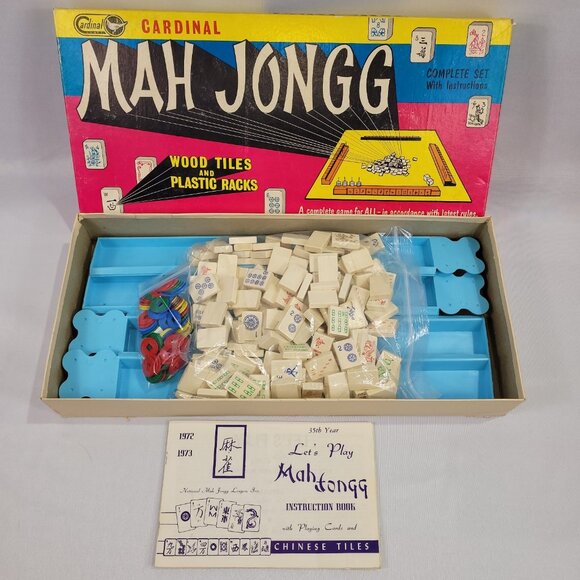 Cardinal
CARDINAL
MAH JONGG
COMPLETE SET
With Instructions
WOOD TILES
AND
PLASTIC RACKS
A complete game for ALL - in accordance with latest rules
1972
1973
麻
雀
National Mah Jongg League, Inc.
35th Year
Let's Play
Mah Jongg
INSTRUCTION BOOK
with Playing Cards and
CHINESE TILES